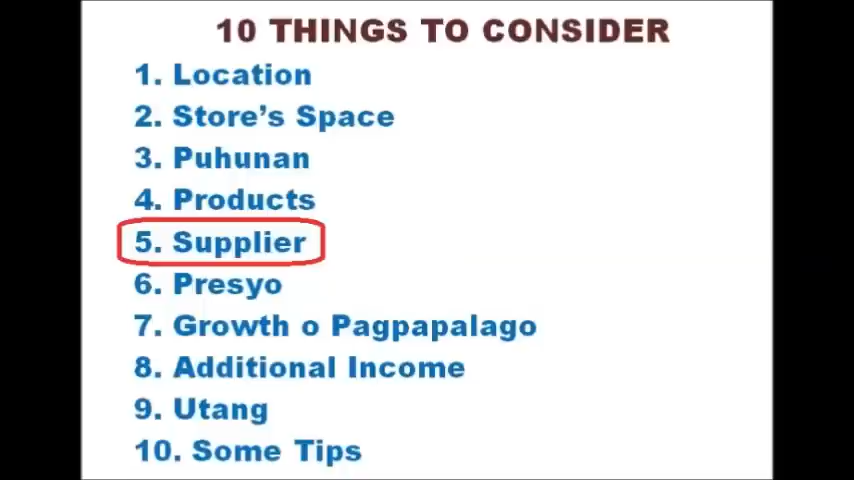 10 THINGS TO CONSIDER
1. Location
2. Store's Space
3. Puhunan
4. Products
5. Supplier
6. Presyo
7. Growth o Pagpapalago
8. Additional Income
9. Utang
10. Some Tips